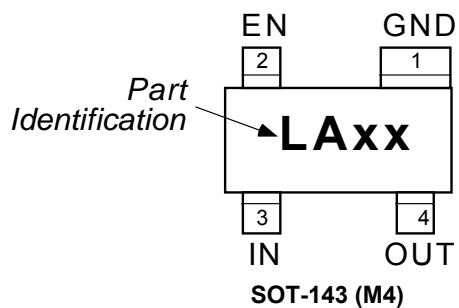 EN GND
2 1
Part
Identification
LAxx
3 4
IN OUT
SOT-143 (M4)